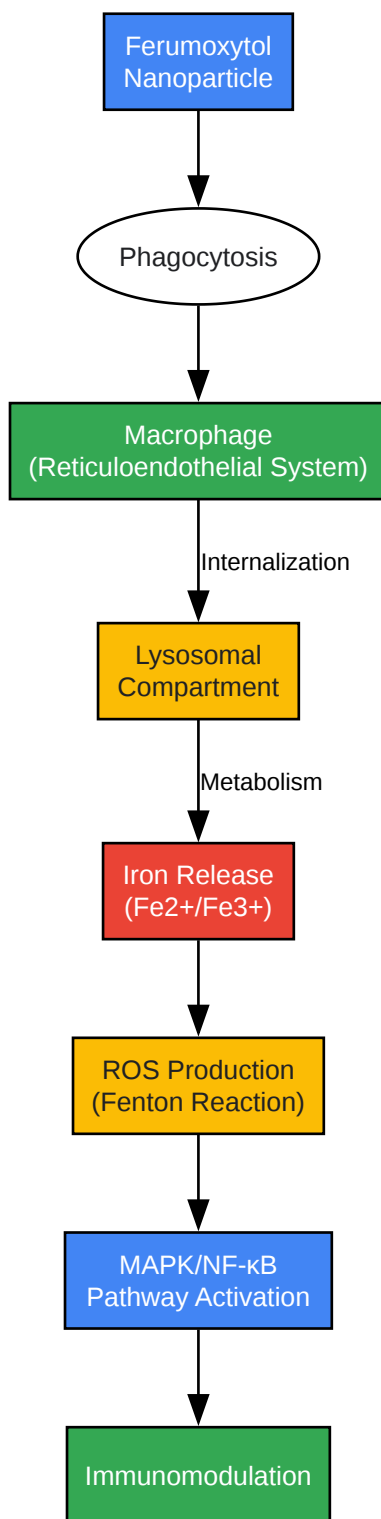 Ferumoxytol
Nanoparticle
Phagocytosis
Macrophage
(Reticuloendothelial System)
Internalization
Lysosomal
Compartment
Metabolism
Iron Release
(Fe2+/Fe3+)
ROS Production
(Fenton Reaction)
MAPK/NF-κB
Pathway Activation
Immunomodulation